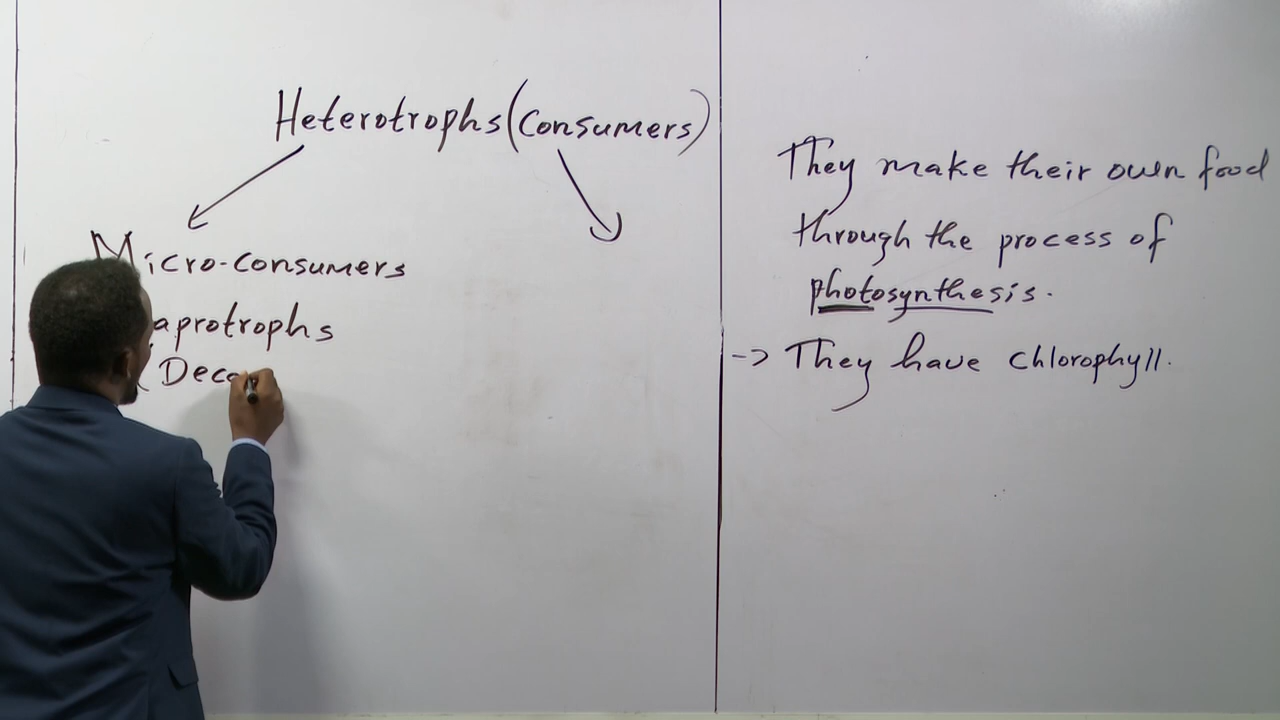 Heterotrophs (Consumers)
Micro-consumers
aprotrophs
(Deco
They make their own food
through the process of
photosynthesis.
-> They have chlorophyll.